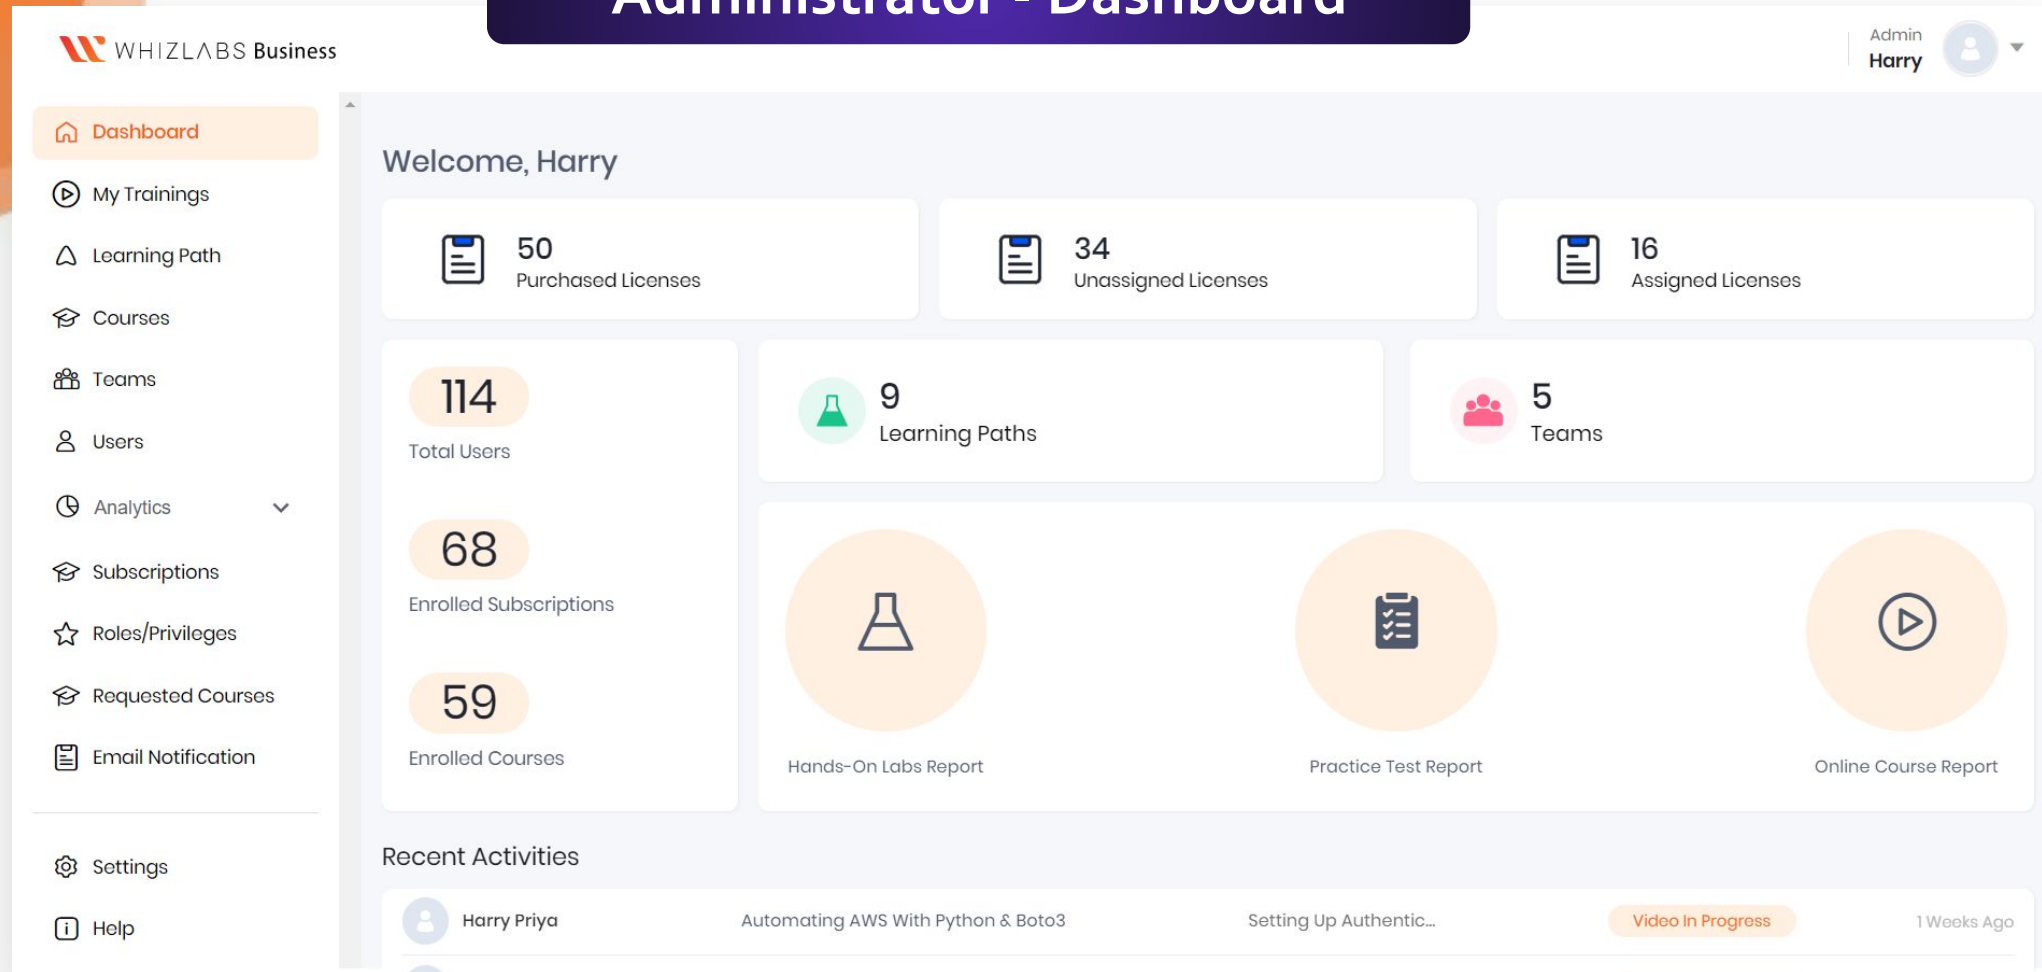 Administrator - Dashboard
WHIZLABS Business
Admin
Harry
Dashboard
My Trainings
Learning Path
Courses
Teams
Users
Analytics
Subscriptions
Roles/Privileges
Requested Courses
Email Notification
Settings
Help
Welcome, Harry
50
Purchased Licenses
34
Unassigned Licenses
16
Assigned Licenses
114
Total Users
68
Enrolled Subscriptions
59
Enrolled Courses
9
Learning Paths
5
Teams
Hands-On Labs Report
Practice Test Report
Online Course Report
Recent Activities
Harry Priya Automating AWS With Python & Boto3 Setting Up Authentic... Video In Progress 1 Weeks Ago